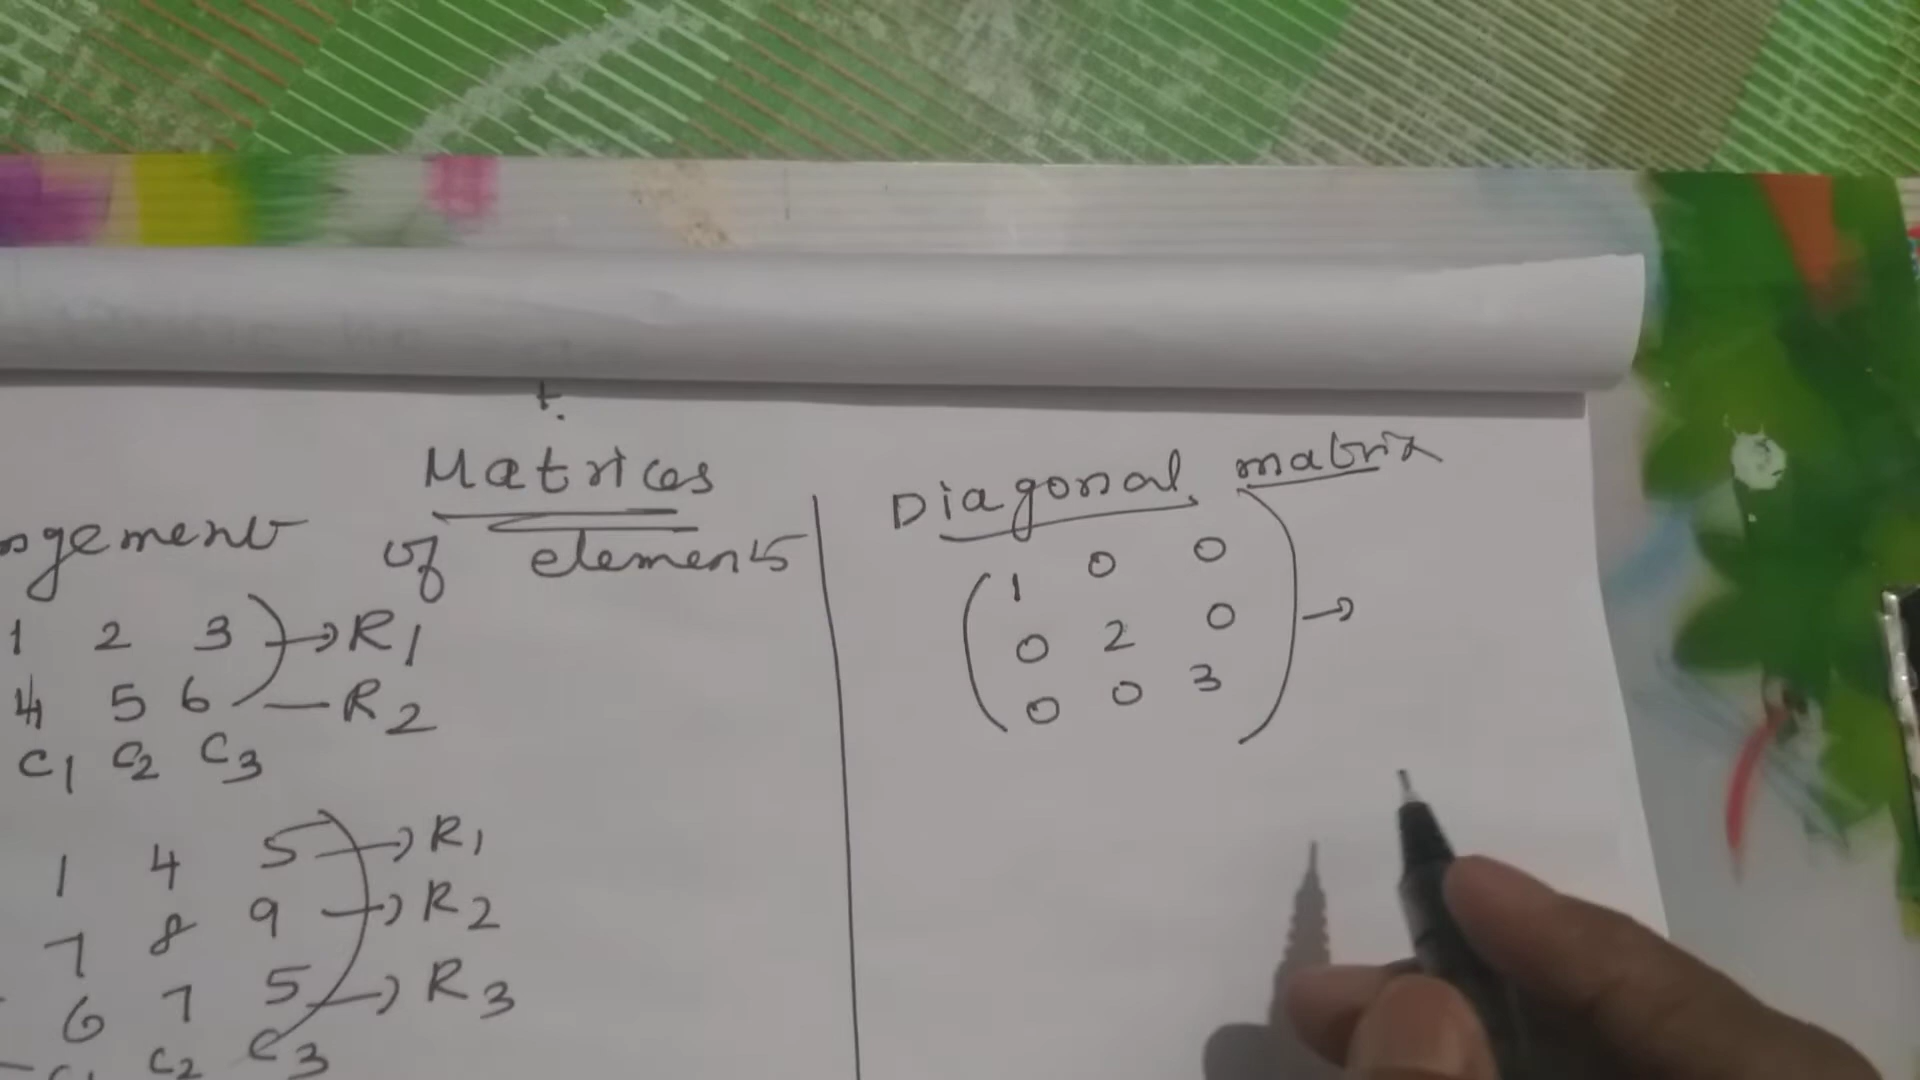 Matrices
of elements
1 2 3 → R1
4 5 6 — R2
C1 C2 C3
1 4 5 → R1
7 8 9 → R2
6 7 5 → R3
C2 C3
Diagonal matrix
1 0 0
0 2 0 →
0 0 3